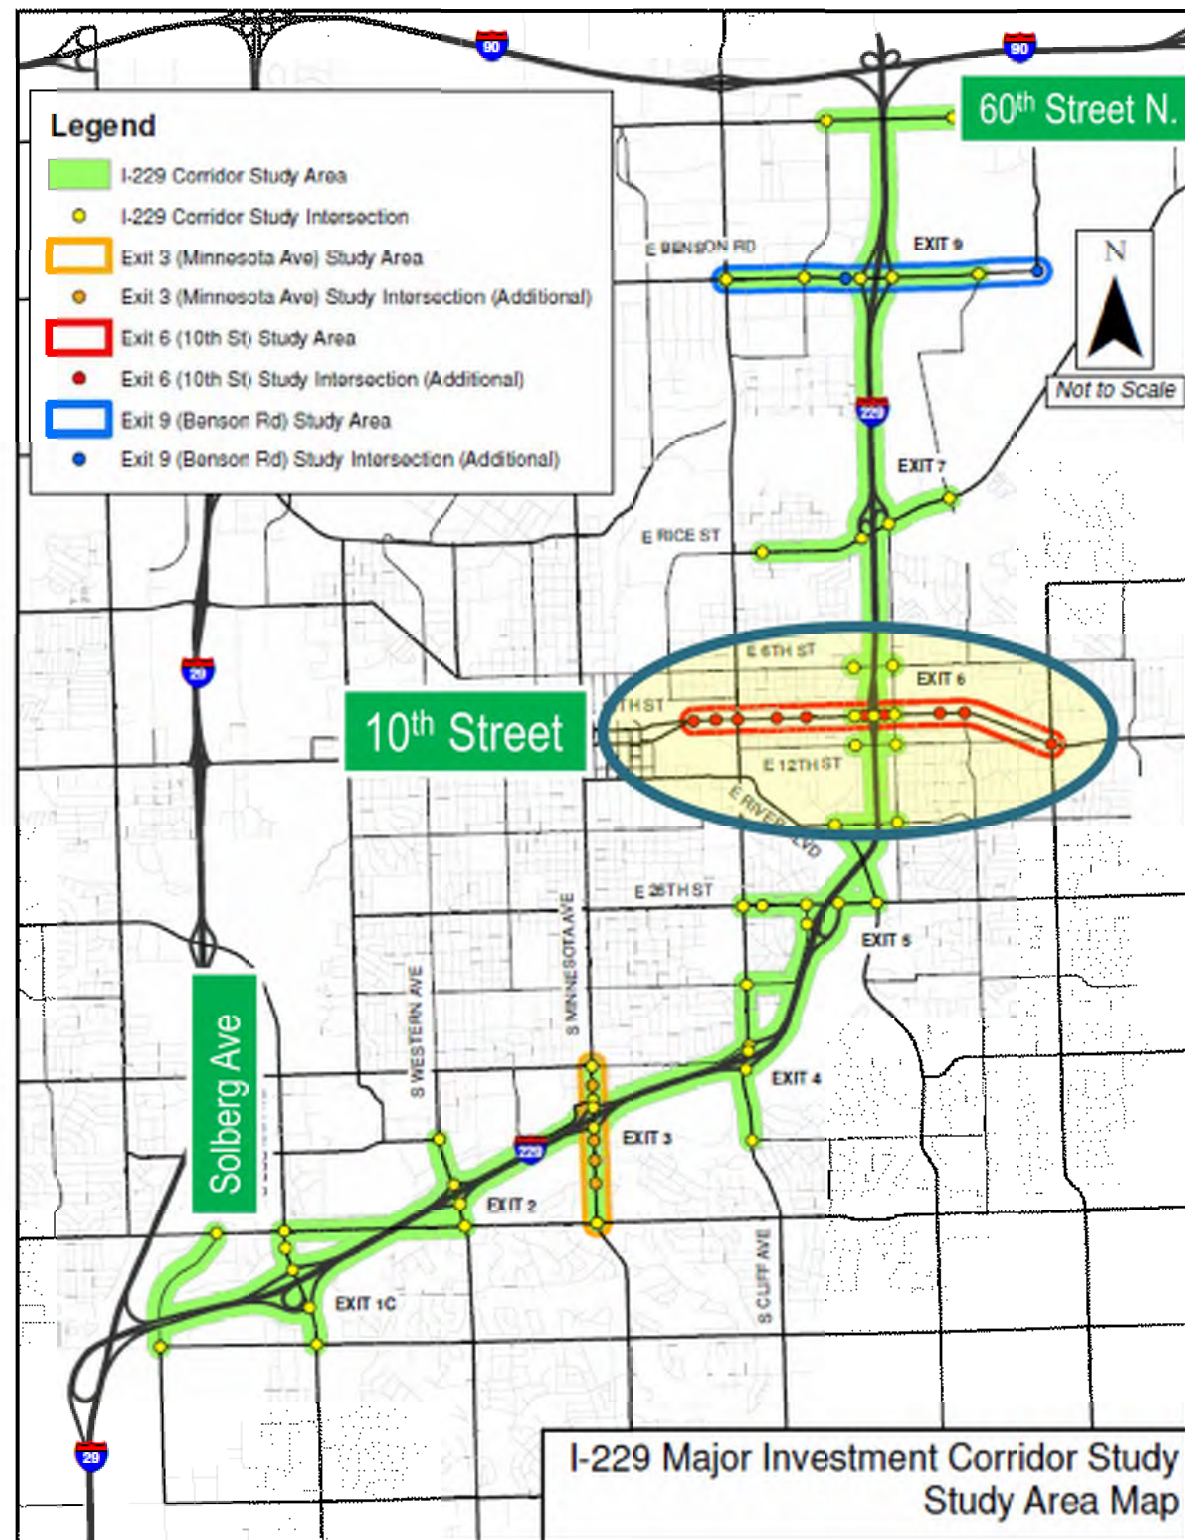 90
90
60th Street N.
Legend
I-229 Corridor Study Area
I-229 Corridor Study Intersection
Exit 3 (Minnesota Ave) Study Area
Exit 3 (Minnesota Ave) Study Intersection (Additional)
Exit 6 (10th St) Study Area
Exit 6 (10th St) Study Intersection (Additional)
Exit 9 (Benson Rd) Study Area
Exit 9 (Benson Rd) Study Intersection (Additional)
E BENSON RD
EXIT 9
N
Not to Scale
229
EXIT 7
E RICE ST
E 6TH ST
EXIT 6
29
TH ST
10th Street
E 12TH ST
E RIVER BLVD
E 26TH ST
S MINNESOTA AVE
EXIT 5
S WESTERN AVE
Solberg Ave
EXIT 4
EXIT 3
229
EXIT 2
S CLIFF AVE
EXIT 1C
29
I-229 Major Investment Corridor Study
Study Area Map